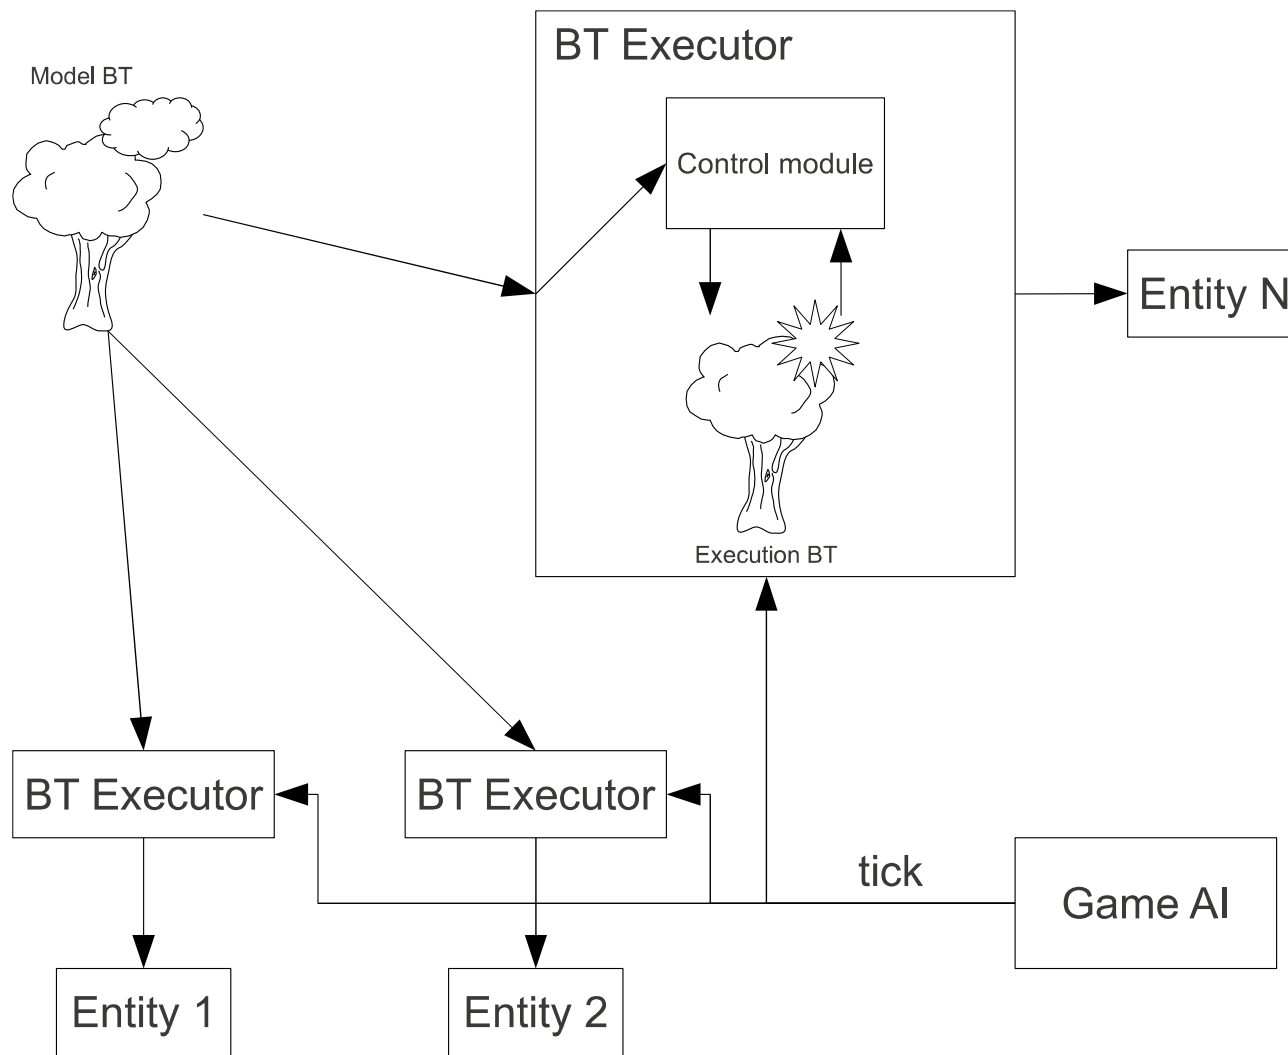 BT Executor
Model BT
Control module
Entity N
Execution BT
BT Executor
BT Executor
tick
Game AI
Entity 1
Entity 2